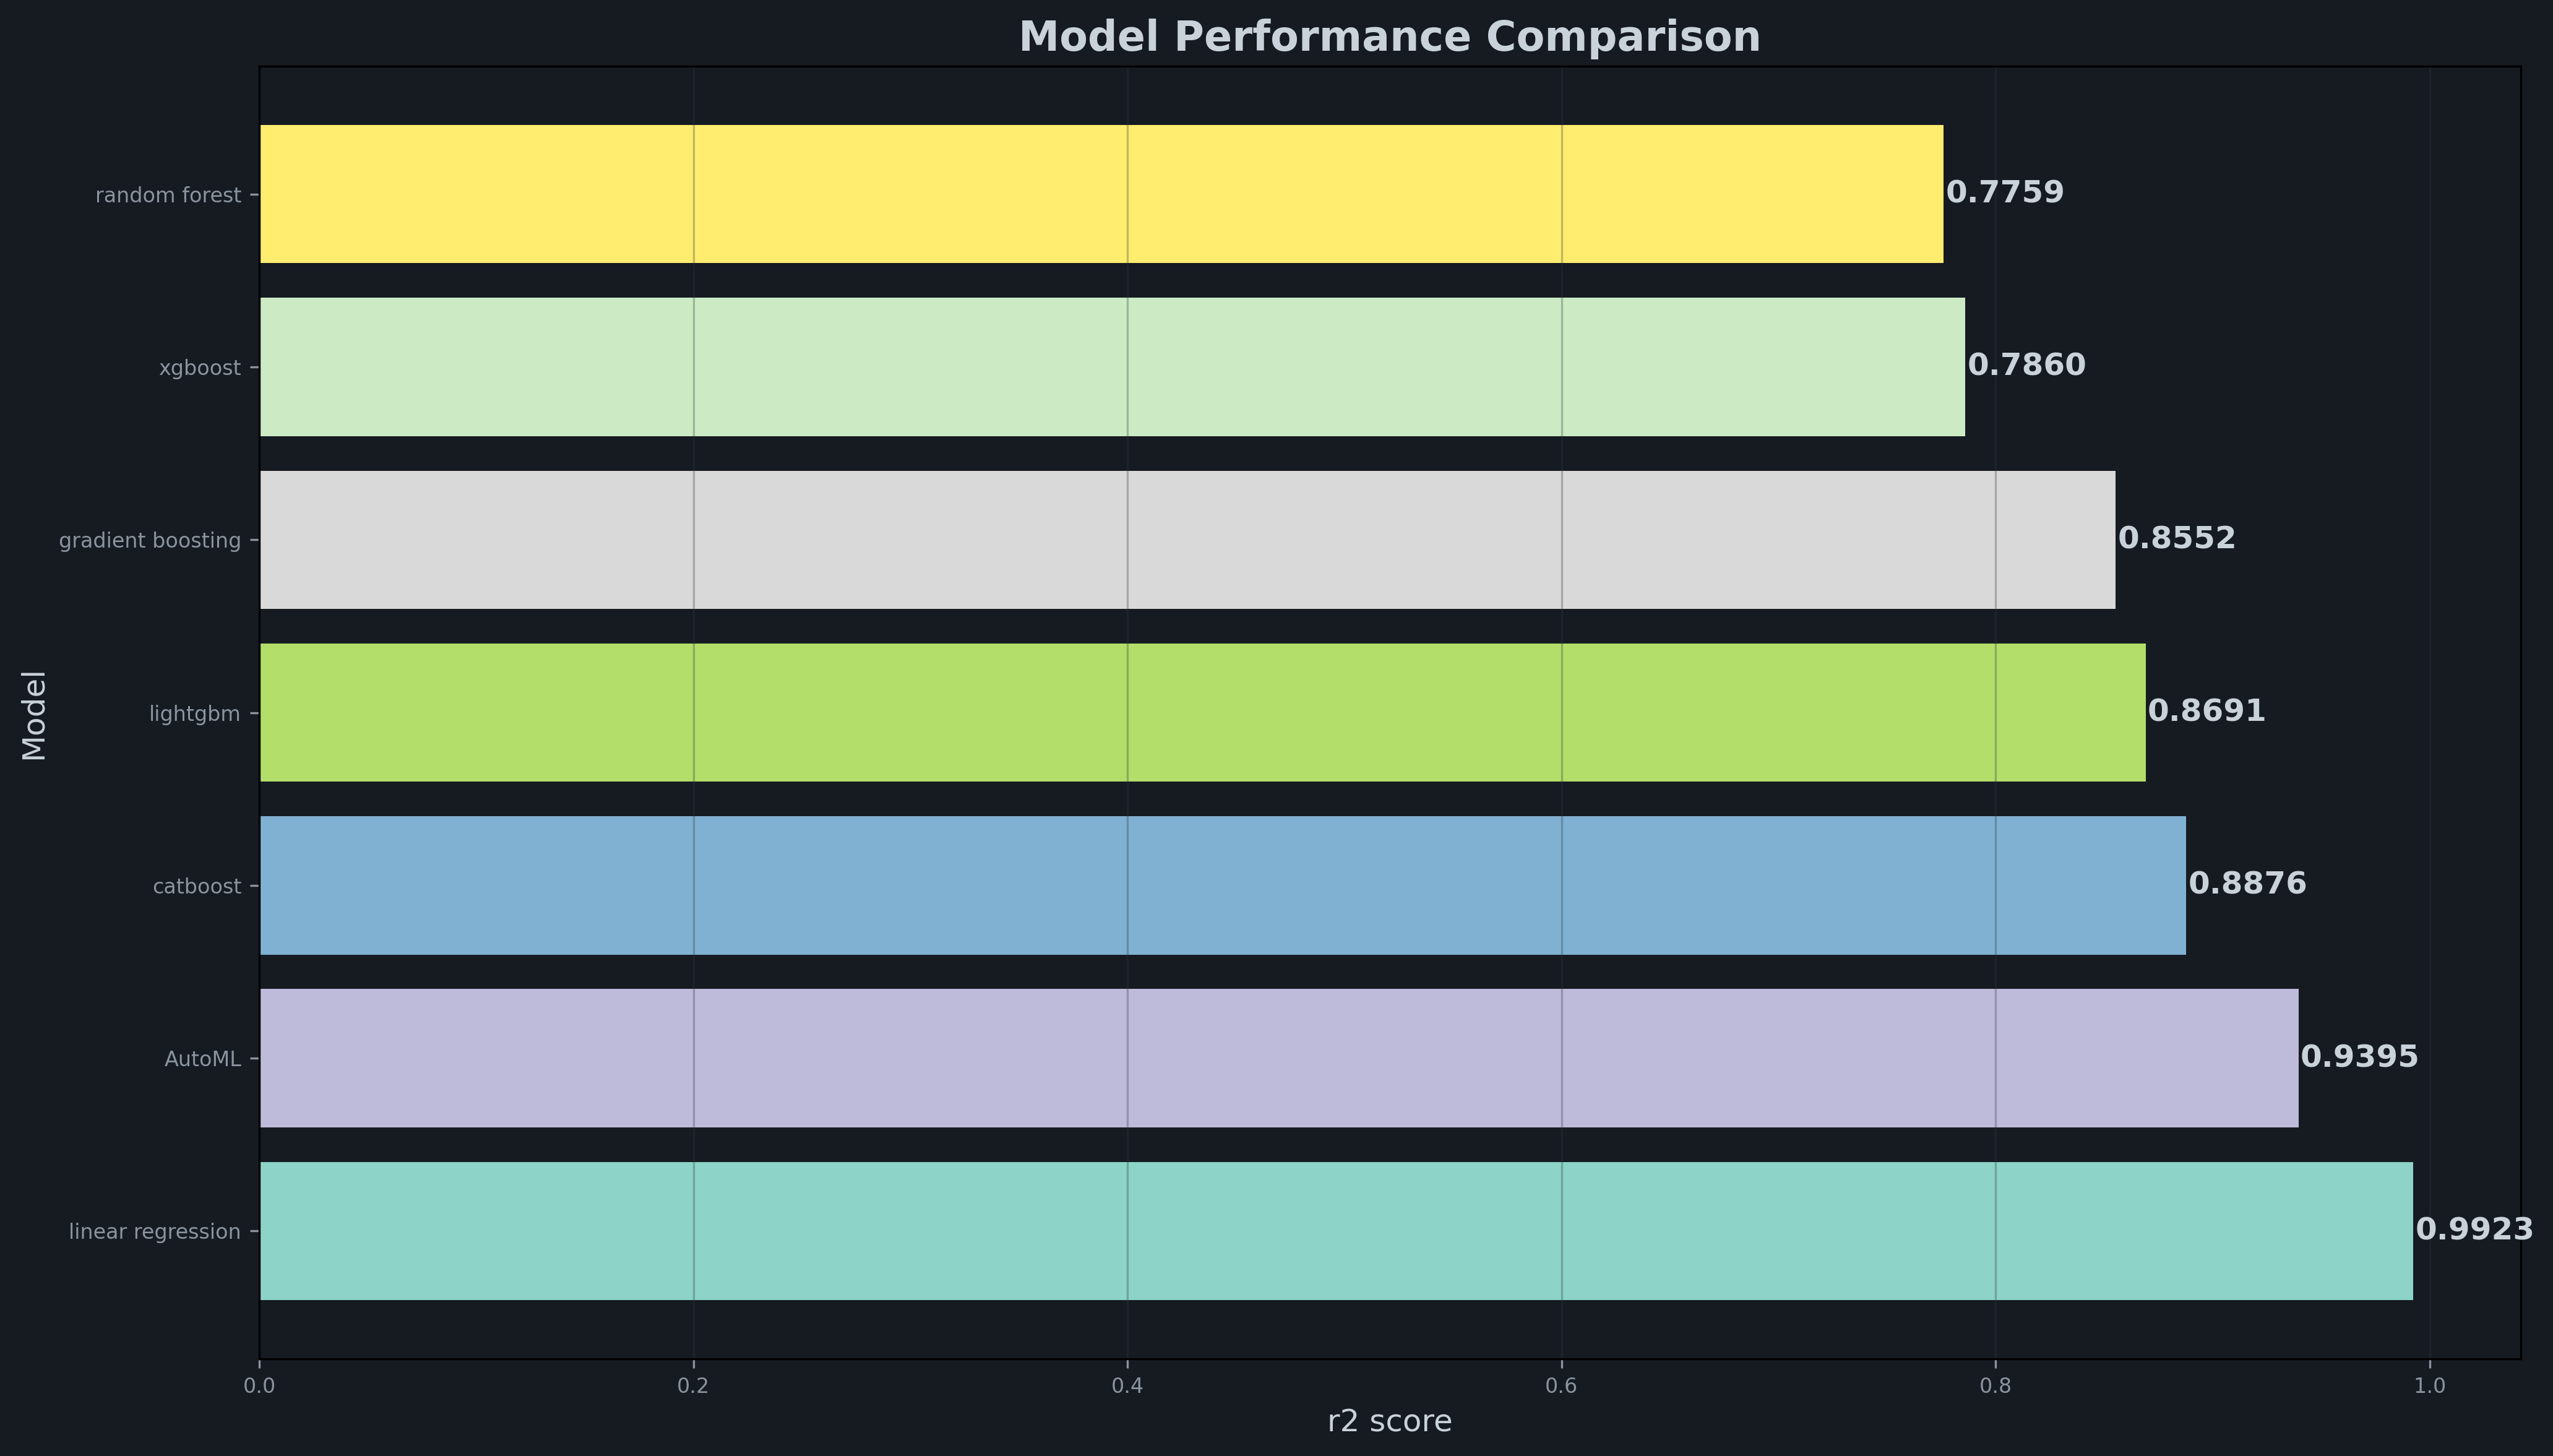 Model Performance Comparison
random forest
0.7759
xgboost
0.7860
gradient boosting
0.8552
Model
lightgbm
0.8691
catboost
0.8876
AutoML
0.9395
linear regression
0.9923
0.0 0.2 0.4 0.6 0.8 1.0
r2 score